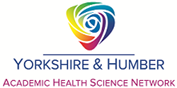 YORKSHIRE & HUMBER
ACADEMIC HEALTH SCIENCE NETWORK